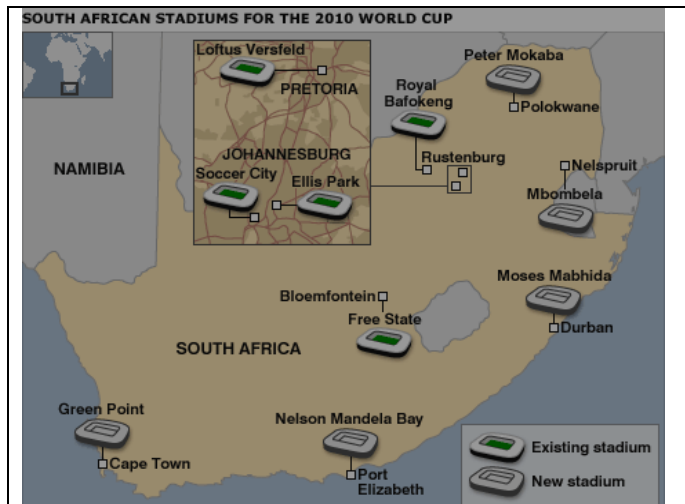 SOUTH AFRICAN STADIUMS FOR THE 2010 WORLD CUP
Loftus Versfeld
PRETORIA
JOHANNESBURG
Soccer City
Ellis Park
Royal
Bafokeng
Rustenburg
Peter Mokaba
Polokwane
Nelspruit
Mbombela
NAMIBIA
Moses Mabhida
Durban
Bloemfontein
Free State
SOUTH AFRICA
Green Point
Cape Town
Nelson Mandela Bay
Port
Elizabeth
Existing stadium
New stadium